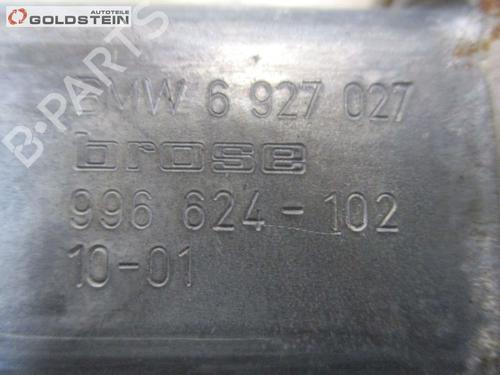 AUTOTEILE
GOLDSTEIN
B-PARTS
BMW 6 927 027
brose
996 624-102
10-01